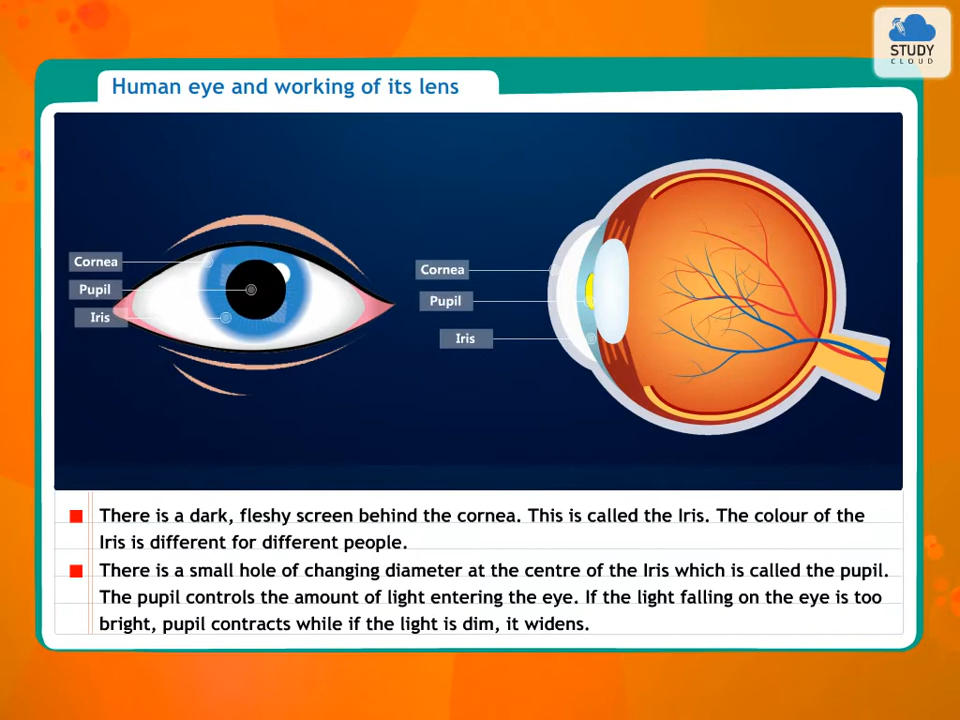 STUDY
CLOUD
Human eye and working of its lens
Cornea
Pupil
Iris
Cornea
Pupil
Iris
There is a dark, fleshy screen behind the cornea. This is called the Iris. The colour of the
Iris is different for different people.
There is a small hole of changing diameter at the centre of the Iris which is called the pupil.
The pupil controls the amount of light entering the eye. If the light falling on the eye is too
bright, pupil contracts while if the light is dim, it widens.